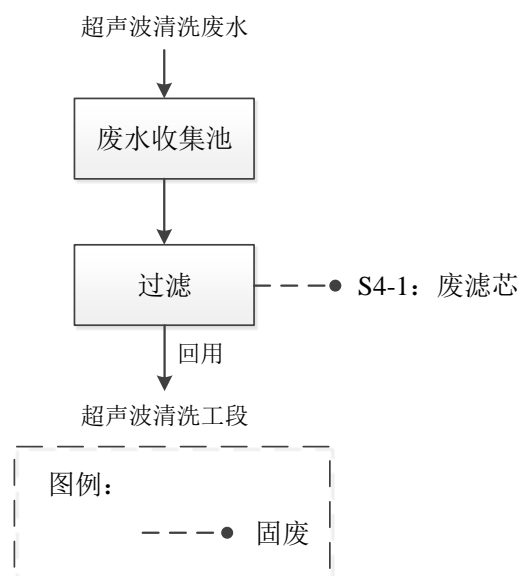 超声波清洗废水
废水收集池
过滤
S4-1：废滤芯
回用
超声波清洗工段
图例：
固废